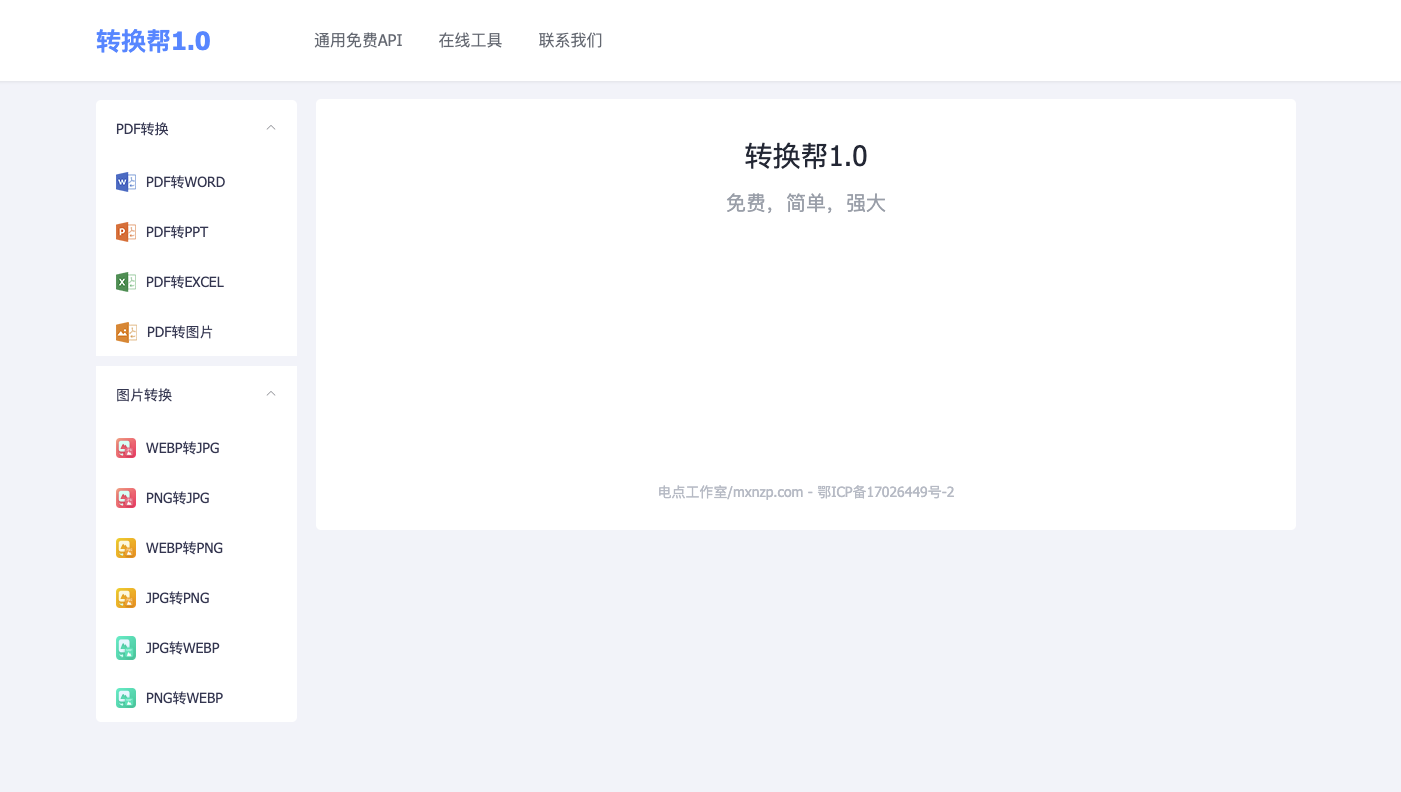 转换帮1.0
通用免费API 在线工具 联系我们
PDF转换
PDF转WORD
PDF转PPT
PDF转EXCEL
PDF转图片
图片转换
WEBP转JPG
PNG转JPG
WEBP转PNG
JPG转PNG
JPG转WEBP
PNG转WEBP
转换帮1.0
免费，简单，强大
电点工作室/mxnzp.com - 鄂ICP备17026449号-2